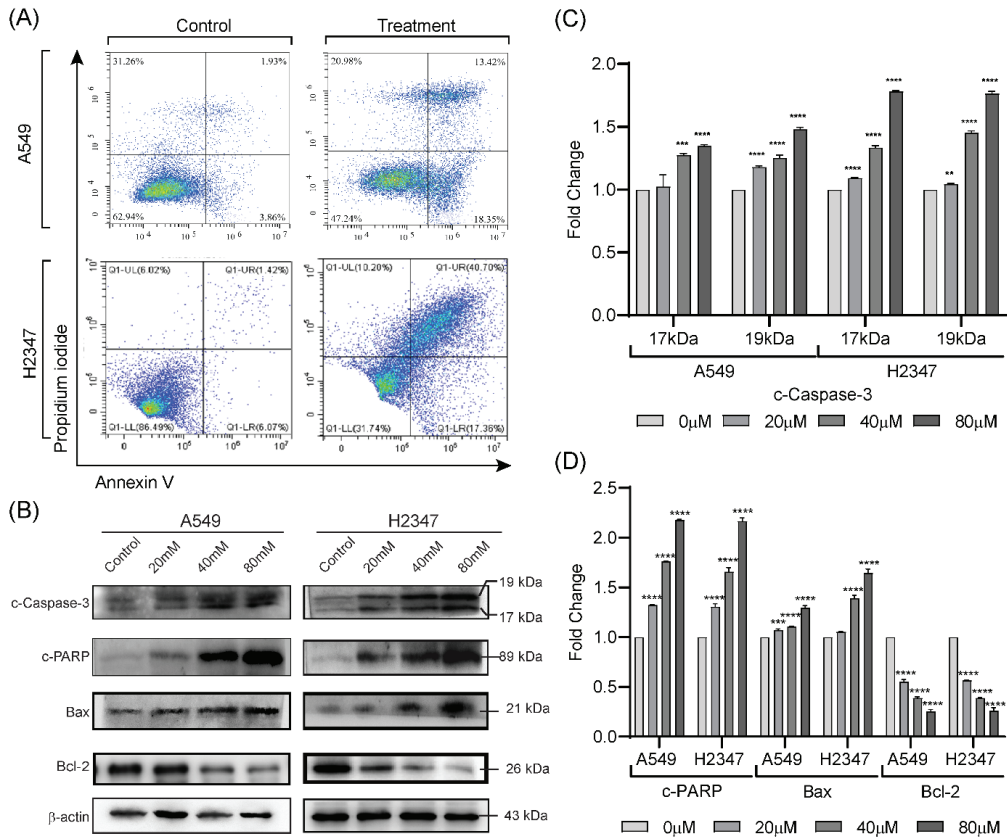 (A)
Control
Treatment
A549
31.26%
1.93%
62.94%
3.86%
20.98%
13.42%
47.24%
18.35%
H2347
Q1-UL(6.02%)
Q1-UR(1.42%)
Q1-LL(86.49%)
Q1-LR(6.07%)
Q1-UL(10.20%)
Q1-UR(40.70%)
Q1-LL(31.74%)
Q1-LR(17.36%)
Propidium iodide
Annexin V
(B)
A549
H2347
Control 20mM 40mM 80mM
Control 20mM 40mM 80mM
c-Caspase-3
19 kDa
17 kDa
c-PARP
89 kDa
Bax
21 kDa
Bcl-2
26 kDa
β-actin
43 kDa
(C)
Fold Change
2.0
1.5
1.0
0.5
0.0
*** ****
**** **** ****
**** **** ****
** **** ****
17kDa 19kDa 17kDa 19kDa
A549 H2347
c-Caspase-3
0μM 20μM 40μM 80μM
(D)
Fold Change
2.5
2.0
1.5
1.0
0.5
0.0
**** **** ****
**** **** ****
*** **** ****
**** ****
**** **** ****
**** **** ****
A549 H2347 A549 H2347 A549 H2347
c-PARP Bax Bcl-2
0μM 20μM 40μM 80μM